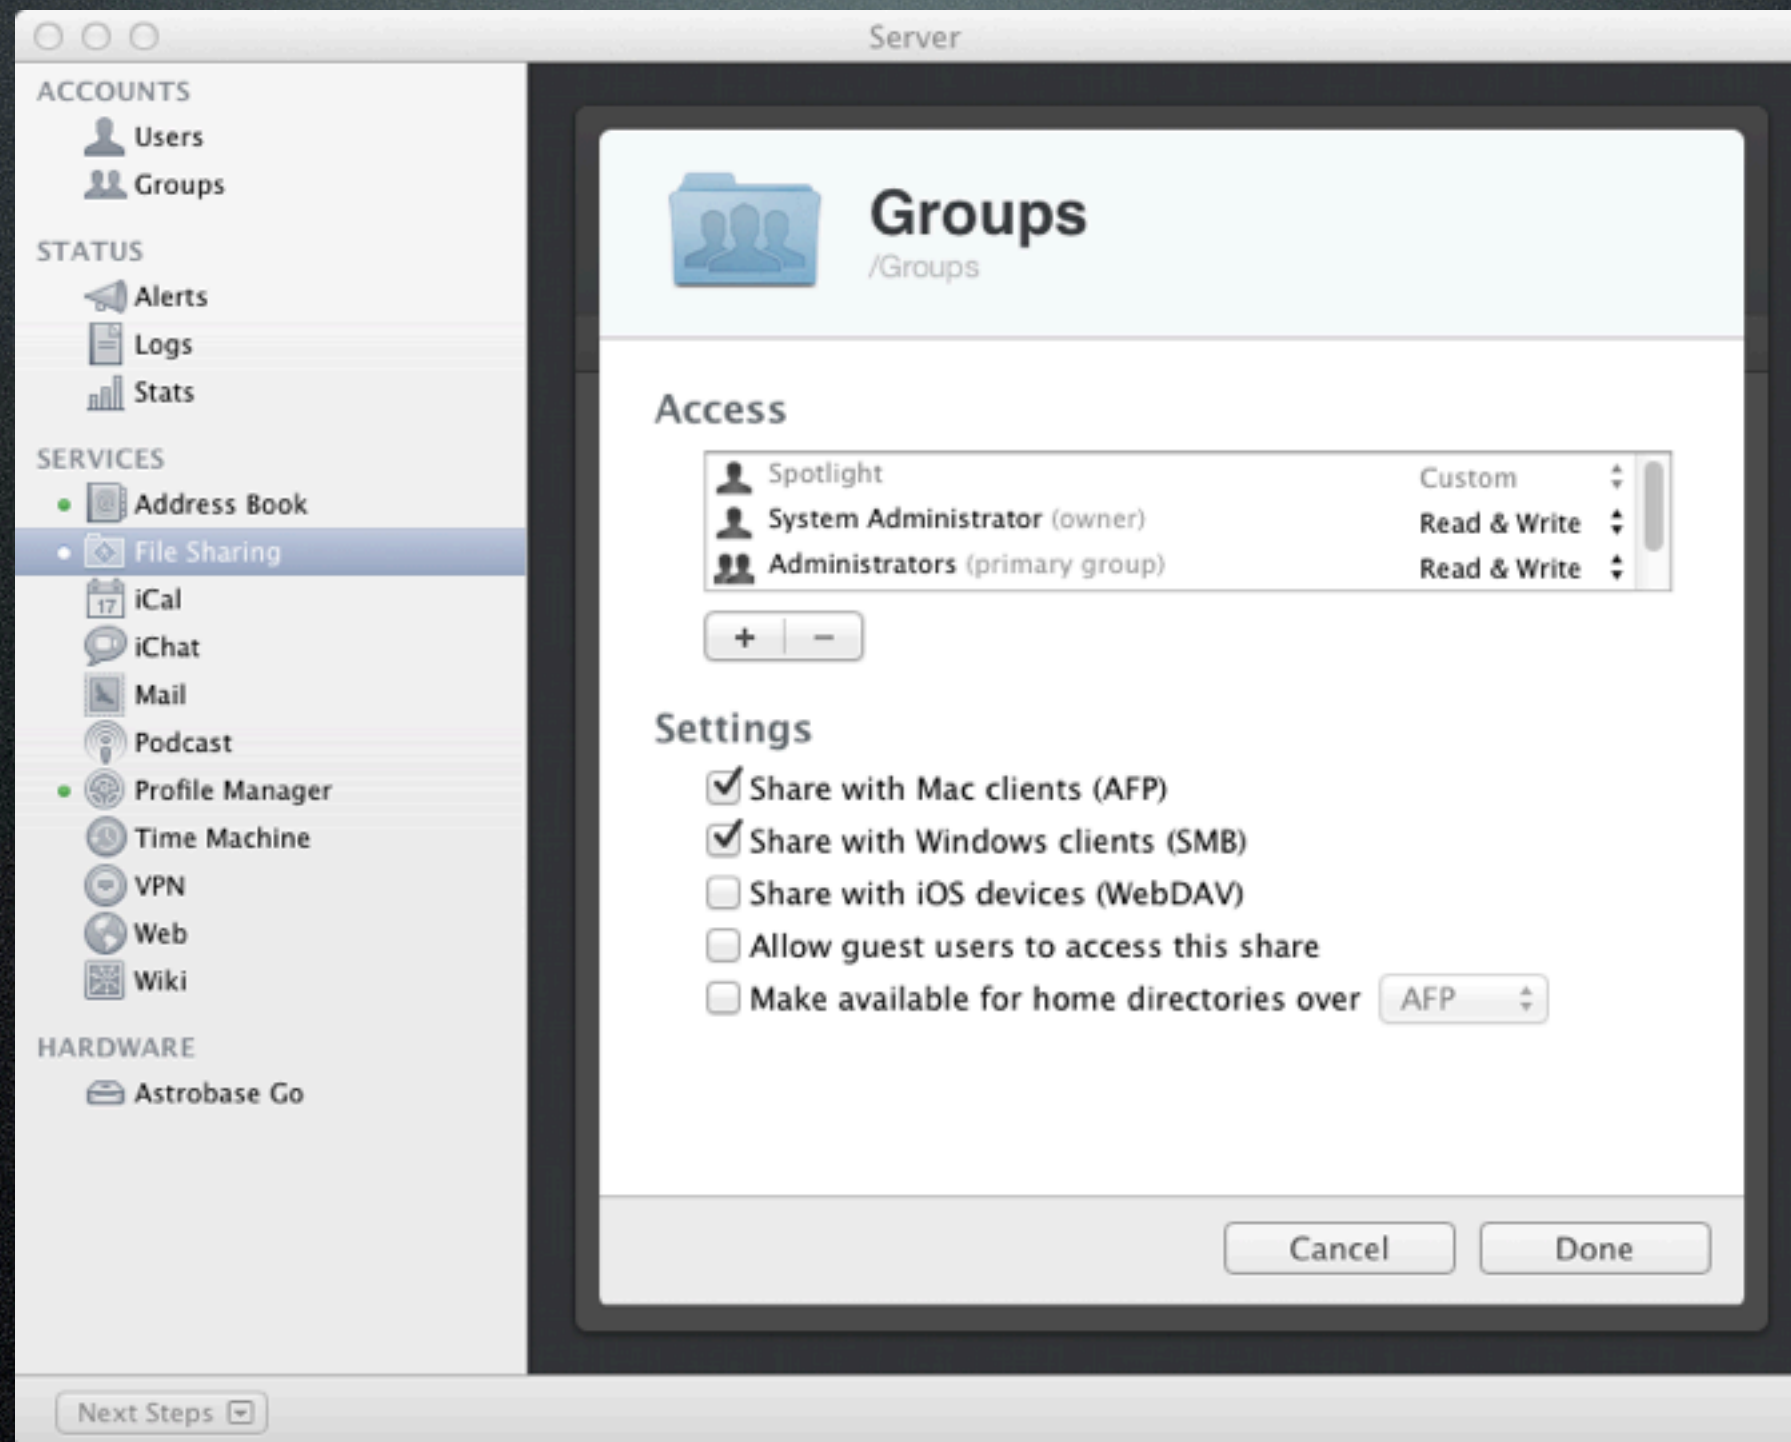 Server
ACCOUNTS
Users
Groups
STATUS
Alerts
Logs
Stats
SERVICES
Address Book
File Sharing
17 iCal
iChat
Mail
Podcast
Profile Manager
Time Machine
VPN
Web
Wiki
HARDWARE
Astrobase Go
Next Steps
Groups
/Groups
Access
Spotlight Custom
System Administrator (owner) Read & Write
Administrators (primary group) Read & Write
+ −
Settings
Share with Mac clients (AFP)
Share with Windows clients (SMB)
Share with iOS devices (WebDAV)
Allow guest users to access this share
Make available for home directories over AFP
Cancel Done